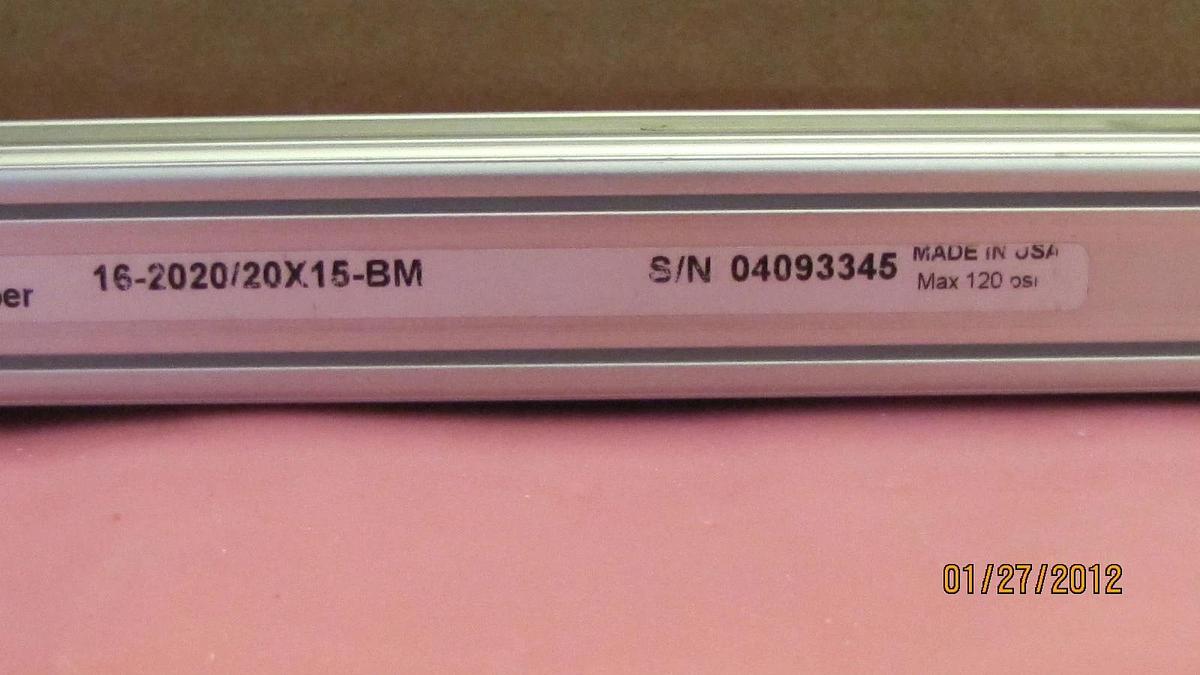 16-2020/20X15-BM
S/N 04093345
MADE IN USA
Max 120 psi
01/27/2012